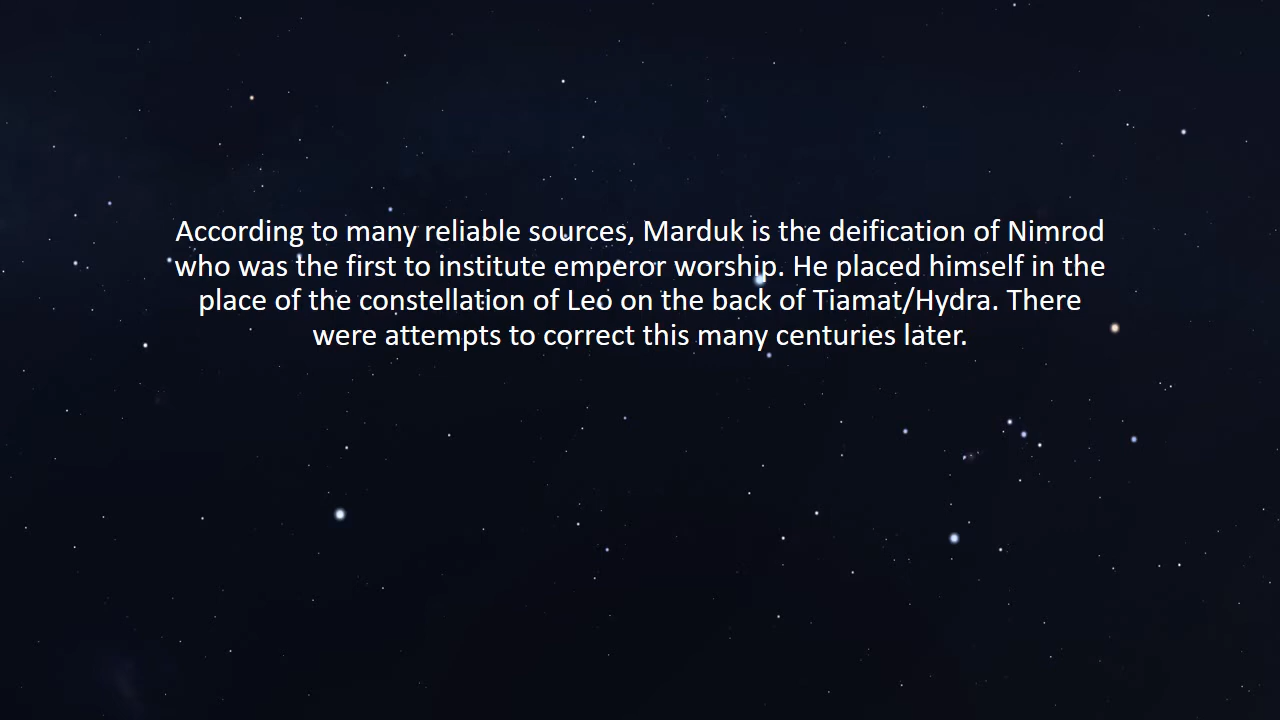 According to many reliable sources, Marduk is the deification of Nimrod
who was the first to institute emperor worship. He placed himself in the
place of the constellation of Leo on the back of Tiamat/Hydra. There
were attempts to correct this many centuries later.